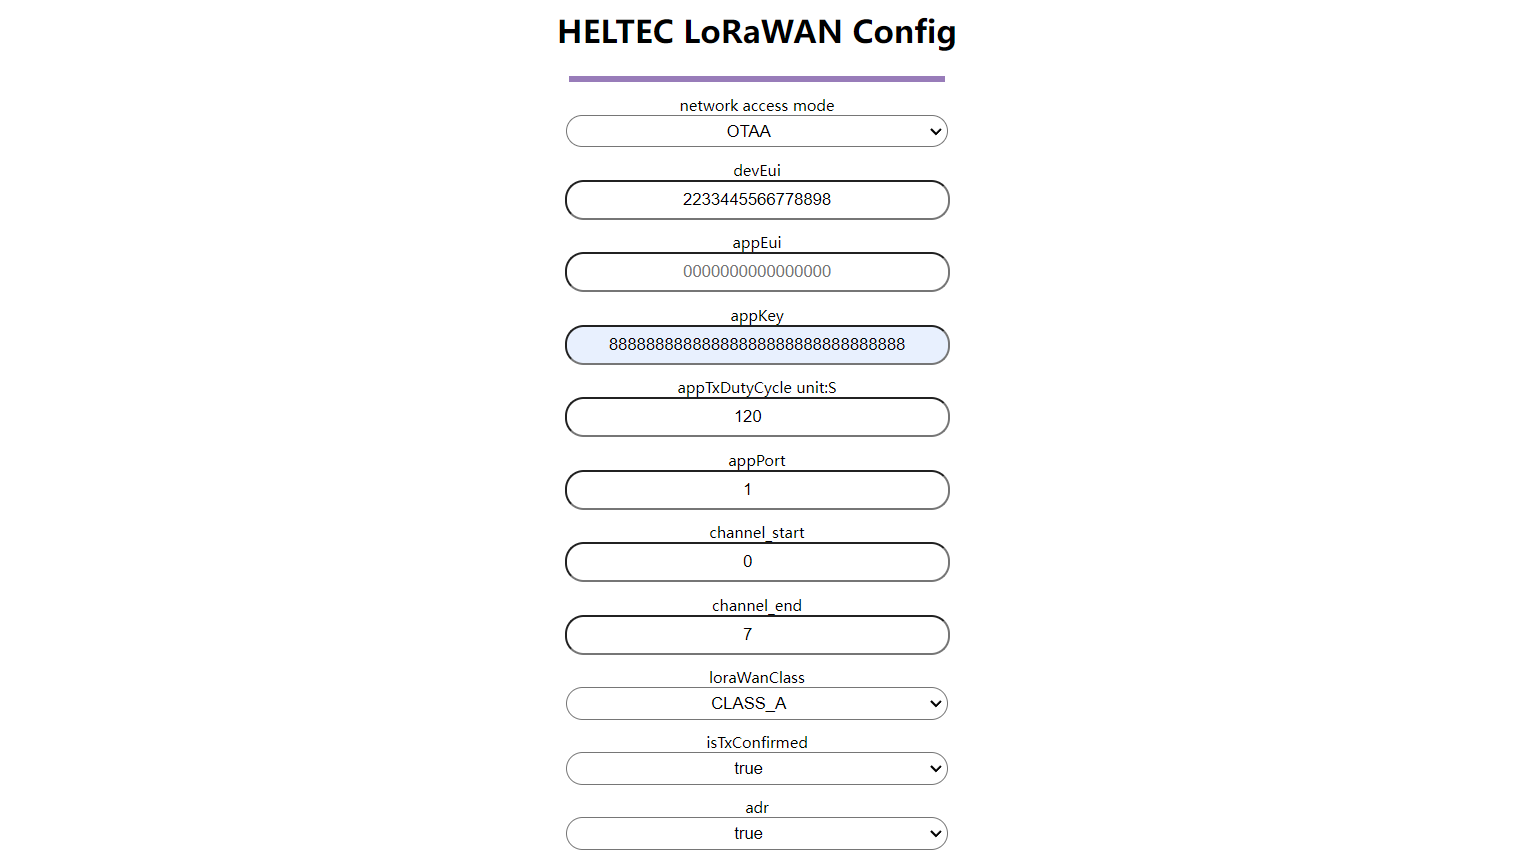 HELTEC LoRaWAN Config
network access mode
OTAA
devEui
2233445566778898
appEui
0000000000000000
appKey
88888888888888888888888888888888
appTxDutyCycle unit:S
120
appPort
1
channel_start
0
channel_end
7
loraWanClass
CLASS_A
isTxConfirmed
true
adr
true